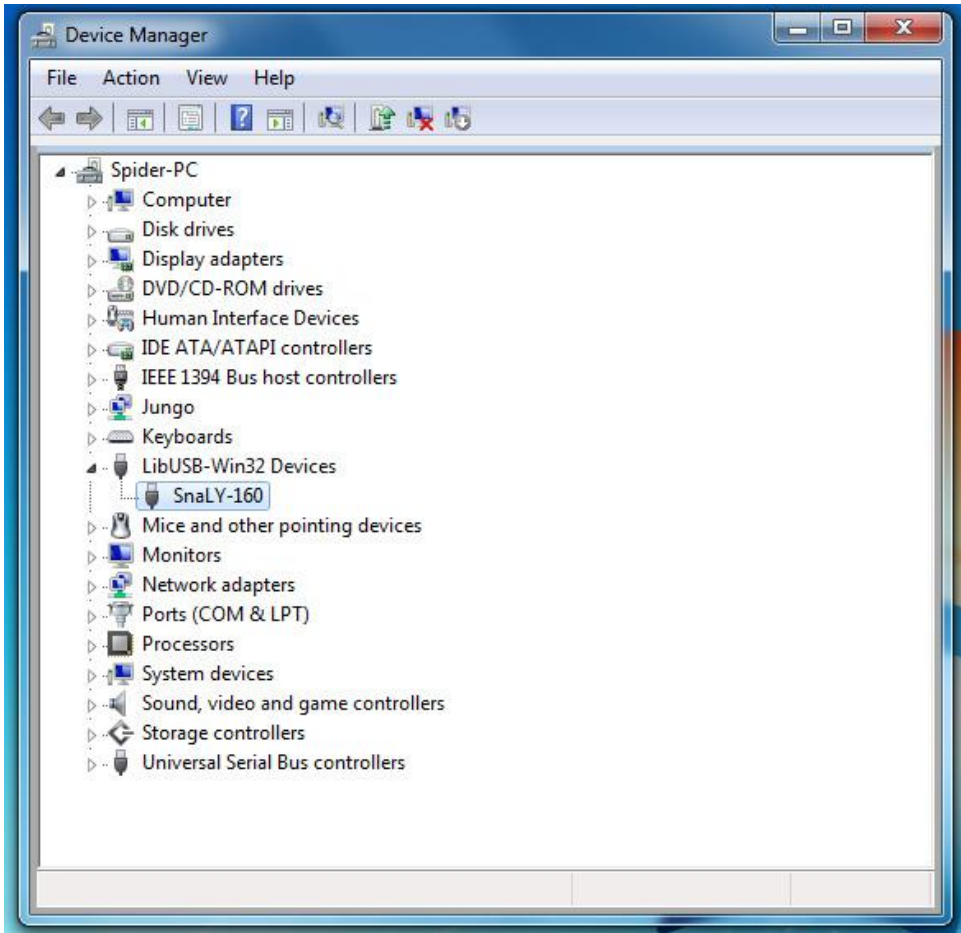 Device Manager
File Action View Help
Spider-PC
Computer
Disk drives
Display adapters
DVD/CD-ROM drives
Human Interface Devices
IDE ATA/ATAPI controllers
IEEE 1394 Bus host controllers
Jungo
Keyboards
LibUSB-Win32 Devices
SnaLY-160
Mice and other pointing devices
Monitors
Network adapters
Ports (COM & LPT)
Processors
System devices
Sound, video and game controllers
Storage controllers
Universal Serial Bus controllers